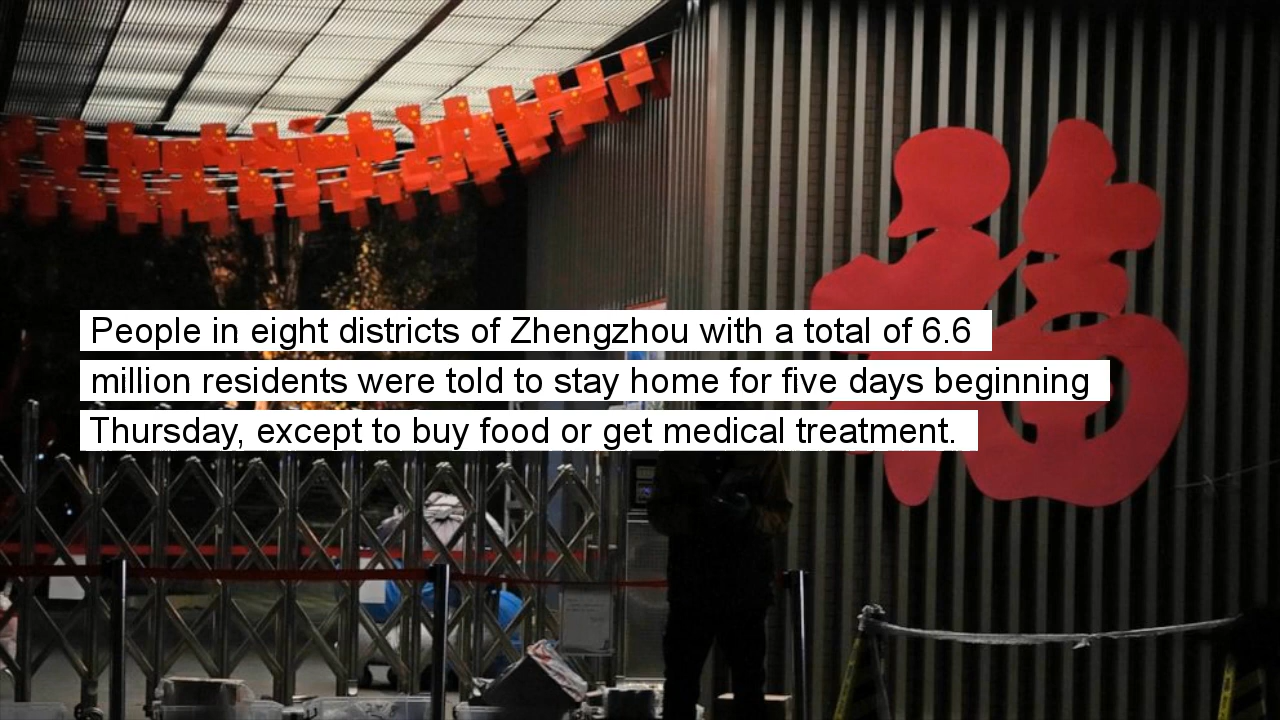 People in eight districts of Zhengzhou with a total of 6.6
million residents were told to stay home for five days beginning
Thursday, except to buy food or get medical treatment.
福